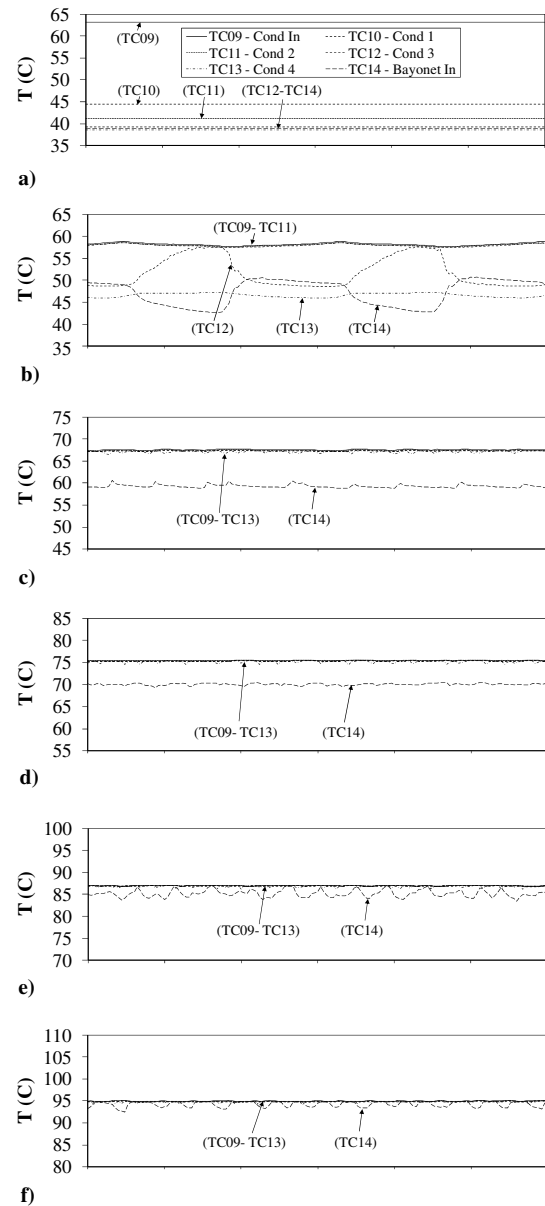 65
60
55
50
45
40
35
T (C)
(TC09)
TC09 - Cond In
TC10 - Cond 1
TC11 - Cond 2
TC12 - Cond 3
TC13 - Cond 4
TC14 - Bayonet In
(TC10)
(TC11)
(TC12-TC14)
a)
65
60
55
50
45
40
35
T (C)
(TC09- TC11)
(TC12)
(TC13)
(TC14)
b)
75
70
65
60
55
50
45
T (C)
(TC09- TC13)
(TC14)
c)
85
80
75
70
65
60
55
T (C)
(TC09- TC13)
(TC14)
d)
100
95
90
85
80
75
70
T (C)
(TC09- TC13)
(TC14)
e)
110
105
100
95
90
85
80
T (C)
(TC09- TC13)
(TC14)
f)